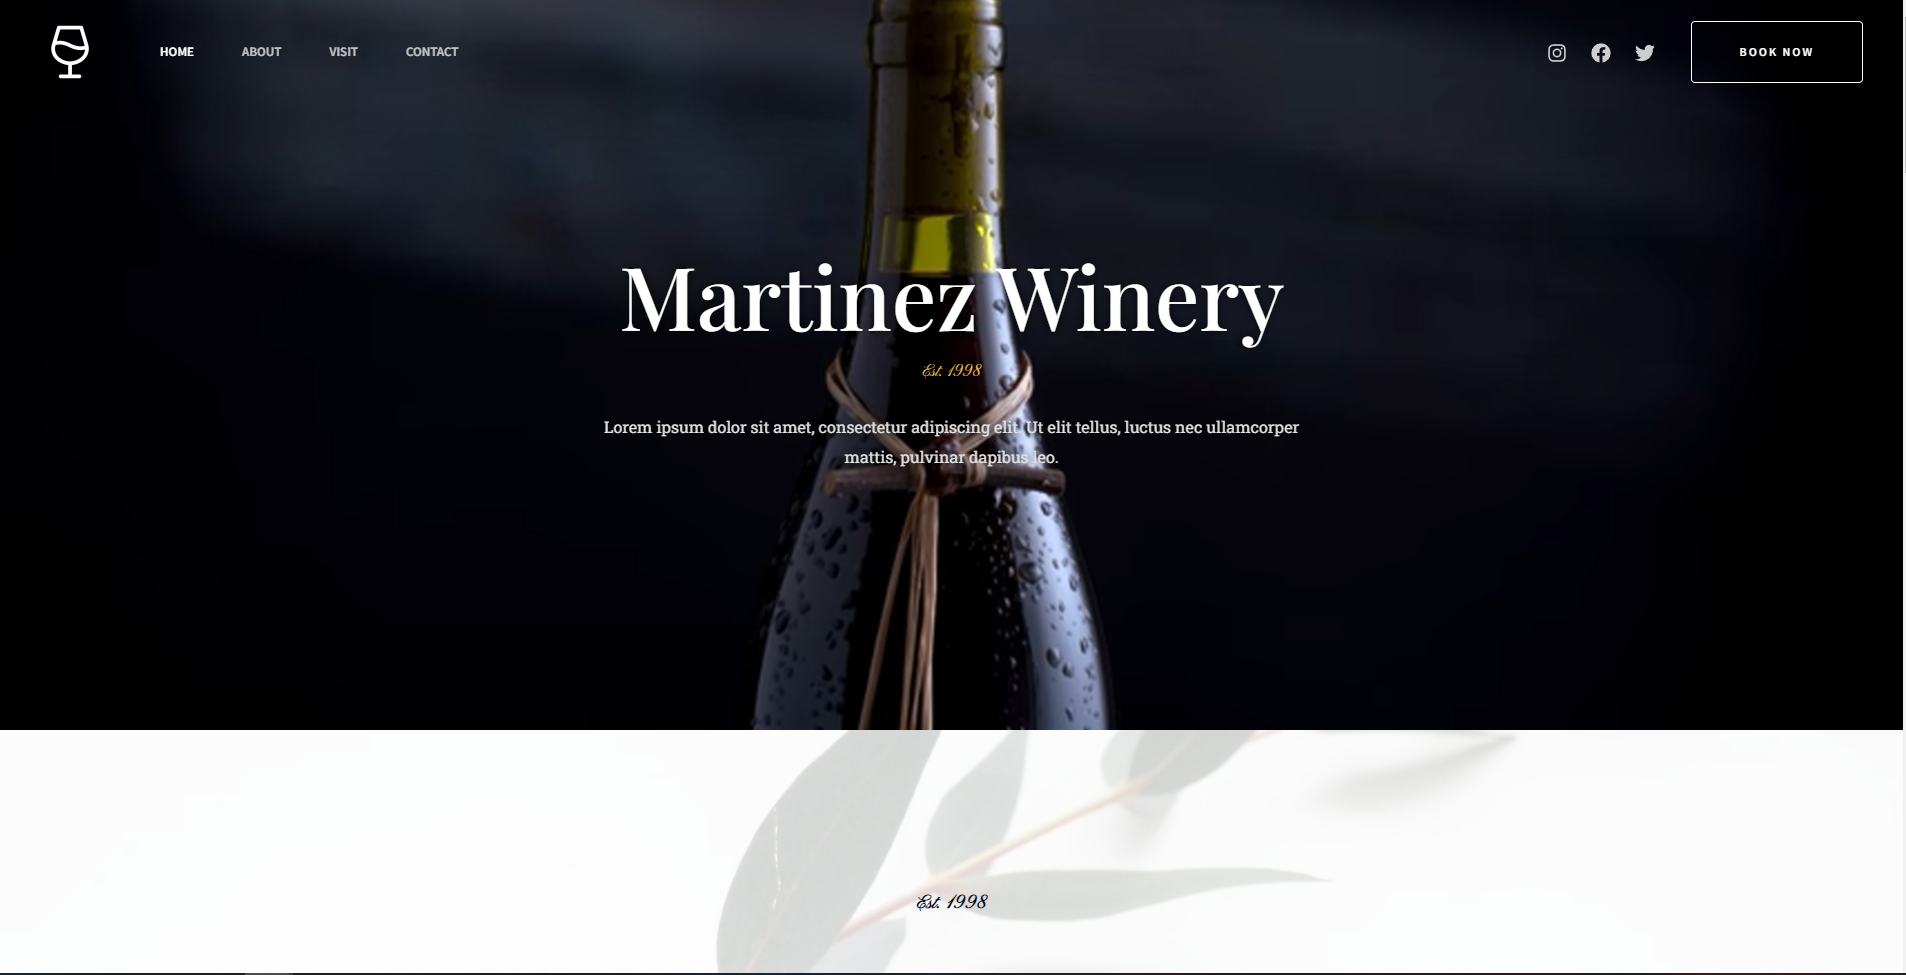 HOME
ABOUT
VISIT
CONTACT
BOOK NOW
Martinez Winery
Est. 1998
Lorem ipsum dolor sit amet, consectetur adipiscing elit. Ut elit tellus, luctus nec ullamcorper
mattis, pulvinar dapibus leo.
Est. 1998